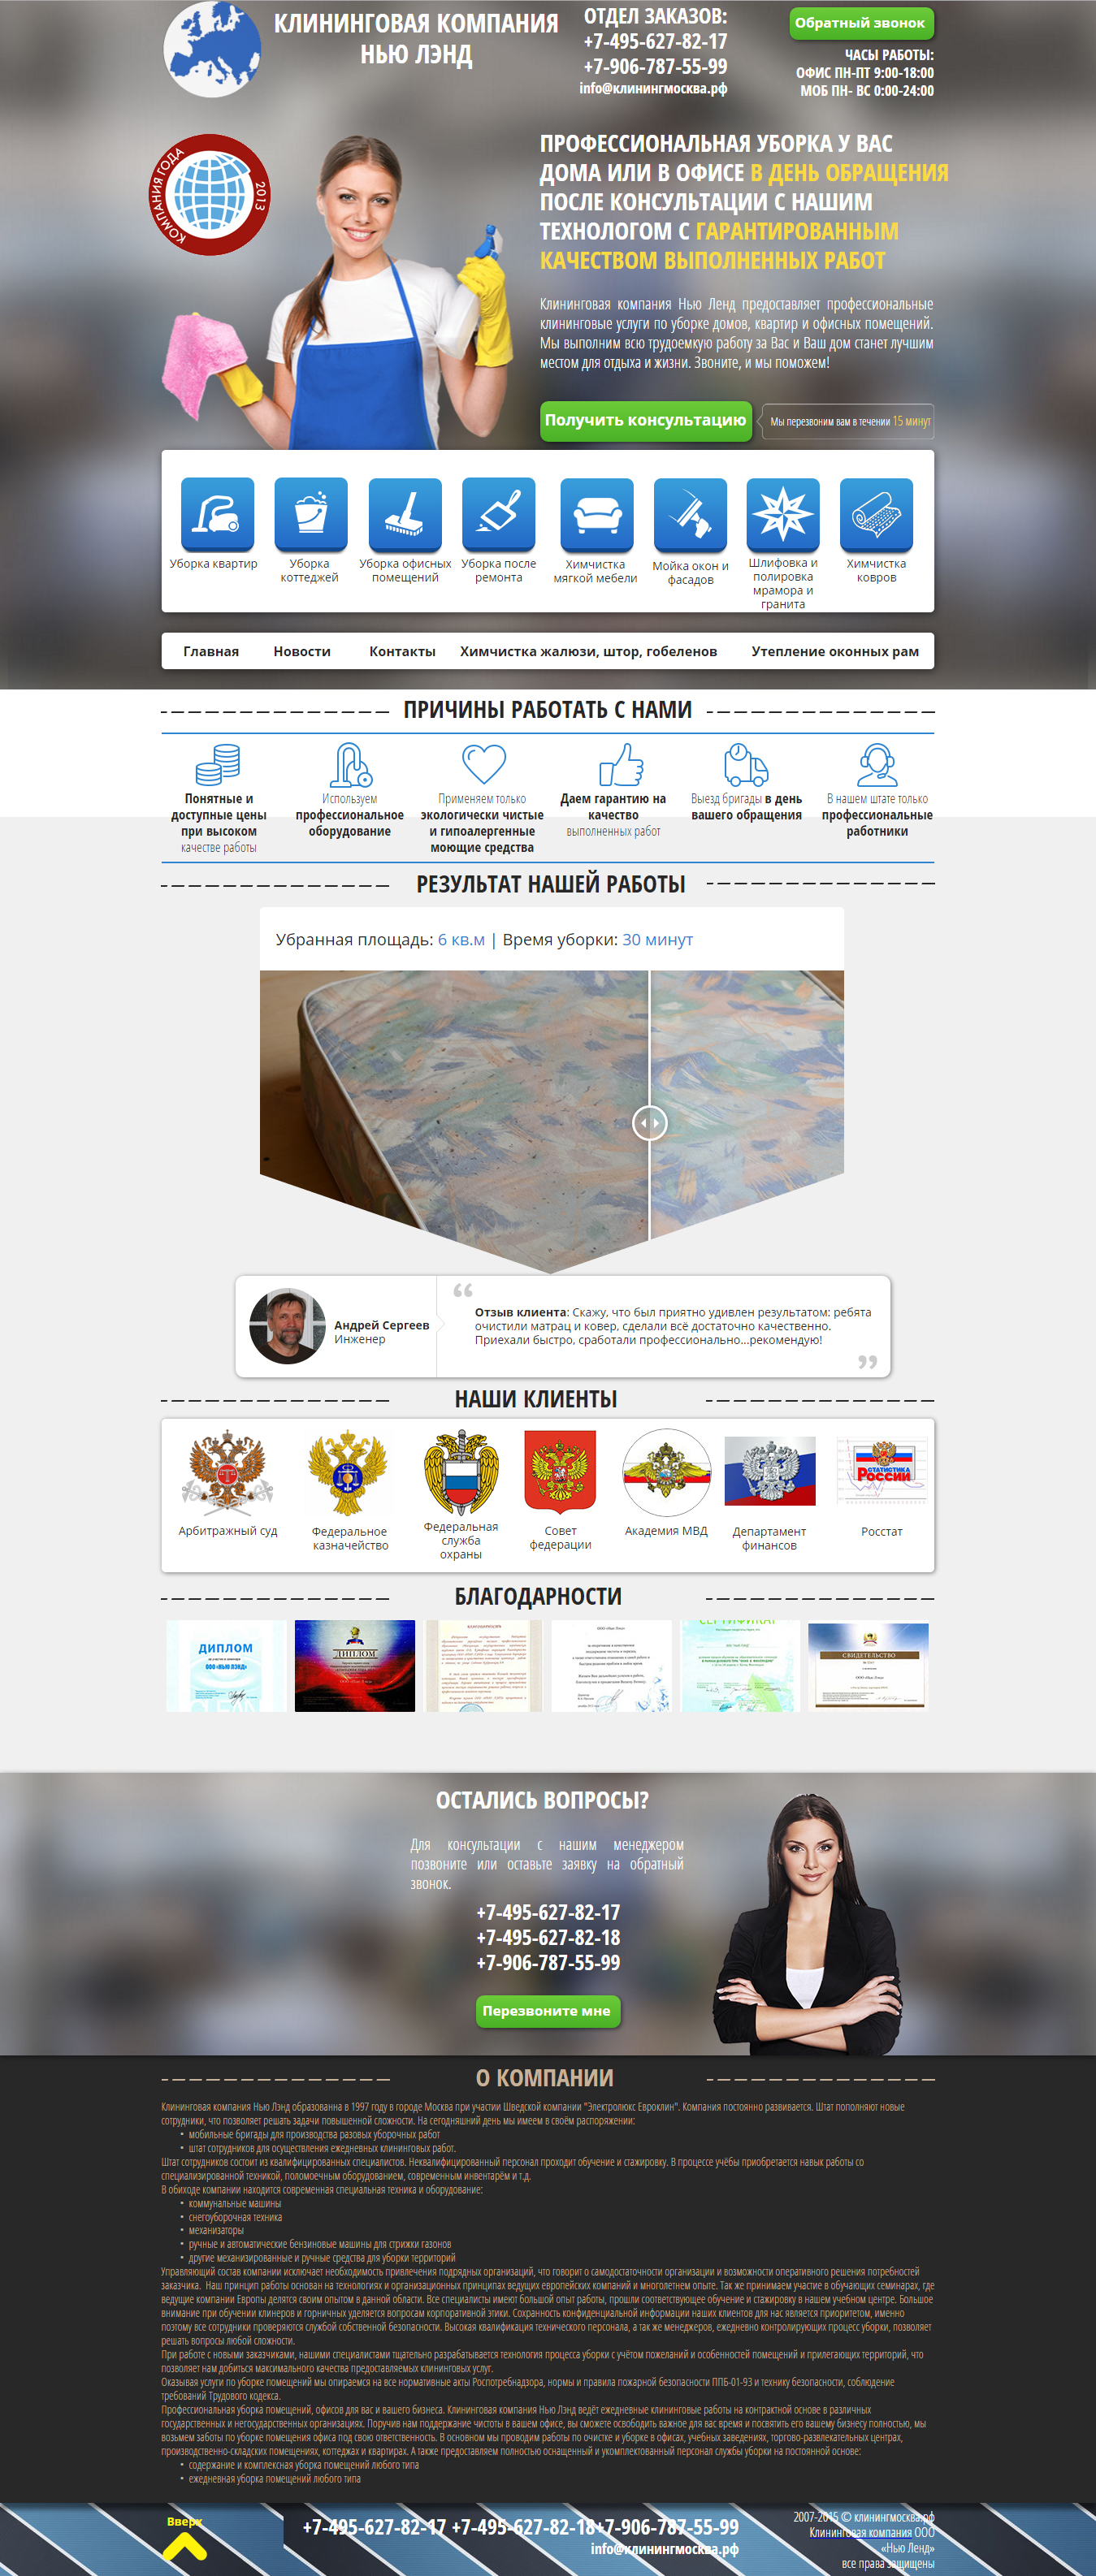 КЛИНИНГОВАЯ КОМПАНИЯ
НЬЮ ЛЭНД
ОТДЕЛ ЗАКАЗОВ:
+7-495-627-82-17
+7-906-787-55-99
info@клинингмосква.рф
Обратный звонок
ЧАСЫ РАБОТЫ:
ОФИС ПН-ПТ 9:00-18:00
МОБ ПН- ВС 0:00-24:00
КОМПАНИЯ ГОДА
2013
ПРОФЕССИОНАЛЬНАЯ УБОРКА У ВАС
ДОМА ИЛИ В ОФИСЕ В ДЕНЬ ОБРАЩЕНИЯ
ПОСЛЕ КОНСУЛЬТАЦИИ С НАШИМ
ТЕХНОЛОГОМ С ГАРАНТИРОВАННЫМ
КАЧЕСТВОМ ВЫПОЛНЕННЫХ РАБОТ
Клининговая компания Нью Ленд предоставляет профессиональные
клининговые услуги по уборке домов, квартир и офисных помещений.
Мы выполним всю трудоемкую работу за Вас и Ваш дом станет лучшим
местом для отдыха и жизни. Звоните, и мы поможем!
Получить консультацию
Мы перезвоним вам в течении 15 минут
Уборка квартир
Уборка
коттеджей
Уборка офисных
помещений
Уборка после
ремонта
Химчистка
мягкой мебели
Мойка окон и
фасадов
Шлифовка и
полировка
мрамора и
гранита
Химчистка
ковров
Главная
Новости
Контакты
Химчистка жалюзи, штор, гобеленов
Утепление оконных рам
ПРИЧИНЫ РАБОТАТЬ С НАМИ
Понятные и
доступные цены
при высоком
качестве работы
Используем
профессиональное
оборудование
Применяем только
экологически чистые
и гипоалергенные
моющие средства
Даем гарантию на
качество
выполненных работ
Выезд бригады в день
вашего обращения
В нашем штате только
профессиональные
работники
РЕЗУЛЬТАТ НАШЕЙ РАБОТЫ
Убранная площадь: 6 кв.м | Время уборки: 30 минут
Андрей Сергеев
Инженер
Отзыв клиента: Скажу, что был приятно удивлен результатом: ребята
очистили матрац и ковер, сделали всё достаточно качественно.
Приехали быстро, сработали профессионально...рекомендую!
НАШИ КЛИЕНТЫ
Арбитражный суд
Федеральное
казначейство
Федеральная
служба
охраны
Совет
федерации
Академия МВД
Департамент
финансов
СТАТИСТИКА
России
Росстат
БЛАГОДАРНОСТИ
ДИПЛОМ
ООО «НЬЮ ЛЭНД»
ДИПЛОМ
СЕРТИФИКАТ
СВИДЕТЕЛЬСТВО
ОСТАЛИСЬ ВОПРОСЫ?
Для консультации с нашим менеджером
позвоните или оставьте заявку на обратный
звонок.
+7-495-627-82-17
+7-495-627-82-18
+7-906-787-55-99
Перезвоните мне
О КОМПАНИИ
Клининговая компания Нью Лэнд образованна в 1997 году в городе Москва при участии Шведской компании "Электролюкс Евроклин". Компания постоянно развивается. Штат пополняют новые
сотрудники, что позволяет решать задачи повышенной сложности. На сегодняшний день мы имеем в своём распоряжении:
• мобильные бригады для производства разовых уборочных работ
• штат сотрудников для осуществления ежедневных клининговых работ.
Штат сотрудников состоит из квалифицированных специалистов. Неквалифицированный персонал проходит обучение и стажировку. В процессе учёбы приобретается навык работы со
специализированной техникой, поломоечным оборудованием, современным инвентарём и т.д.
В обиходе компании находится современная специальная техника и оборудование:
• коммунальные машины
• снегоуборочная техника
• механизаторы
• ручные и автоматические бензиновые машины для стрижки газонов
• другие механизированные и ручные средства для уборки территорий
Управляющий состав компании исключает необходимость привлечения подрядных организаций, что говорит о самодостаточности организации и возможности оперативного решения потребностей
заказчика. Наш принцип работы основан на технологиях и организационных принципах ведущих европейских компаний и многолетнем опыте. Так же принимаем участие в обучающих семинарах, где
ведущие компании Европы делятся своим опытом в данной области. Все специалисты имеют большой опыт работы, прошли соответствующее обучение и стажировку в нашем учебном центре. Большое
внимание при обучении клинеров и горничных уделяется вопросам корпоративной этики. Сохранность конфиденциальной информации наших клиентов для нас является приоритетом, именно
поэтому все сотрудники проверяются службой собственной безопасности. Высокая квалификация технического персонала, а так же менеджеров, ежедневно контролирующих процесс уборки, позволяет
решать вопросы любой сложности.
При работе с новыми заказчиками, нашими специалистами тщательно разрабатывается технология процесса уборки с учётом пожеланий и особенностей помещений и прилегающих территорий, что
позволяет нам добиться максимального качества предоставляемых клининговых услуг.
Оказывая услуги по уборке помещений мы опираемся на все нормативные акты Роспотребнадзора, нормы и правила пожарной безопасности ППБ-01-93 и технику безопасности, соблюдение
требований Трудового кодекса.
Профессиональная уборка помещений, офисов для вас и вашего бизнеса. Клининговая компания Нью Лэнд ведёт ежедневные клининговые работы на контрактной основе в различных
государственных и негосударственных организациях. Поручив нам поддержание чистоты в вашем офисе, вы сможете освободить важное для вас время и посвятить его вашему бизнесу полностью, мы
возьмем заботы по уборке помещения офиса под свою ответственность. В основном мы проводим работы по очистке и уборке в офисах, учебных заведениях, торгово-развлекательных центрах,
производственно-складских помещениях, коттеджах и квартирах. А также предоставляем полностью оснащенный и укомплектованный персонал службы уборки на постоянной основе:
• содержание и комплексная уборка помещений любого типа
• ежедневная уборка помещений любого типа
Вверх
+7-495-627-82-17 +7-495-627-82-18+7-906-787-55-99
info@клинингмосква.рф
2007-2015 © клинингмосква.рф
Клининговая компания ООО
«Нью Ленд»
все права защищены